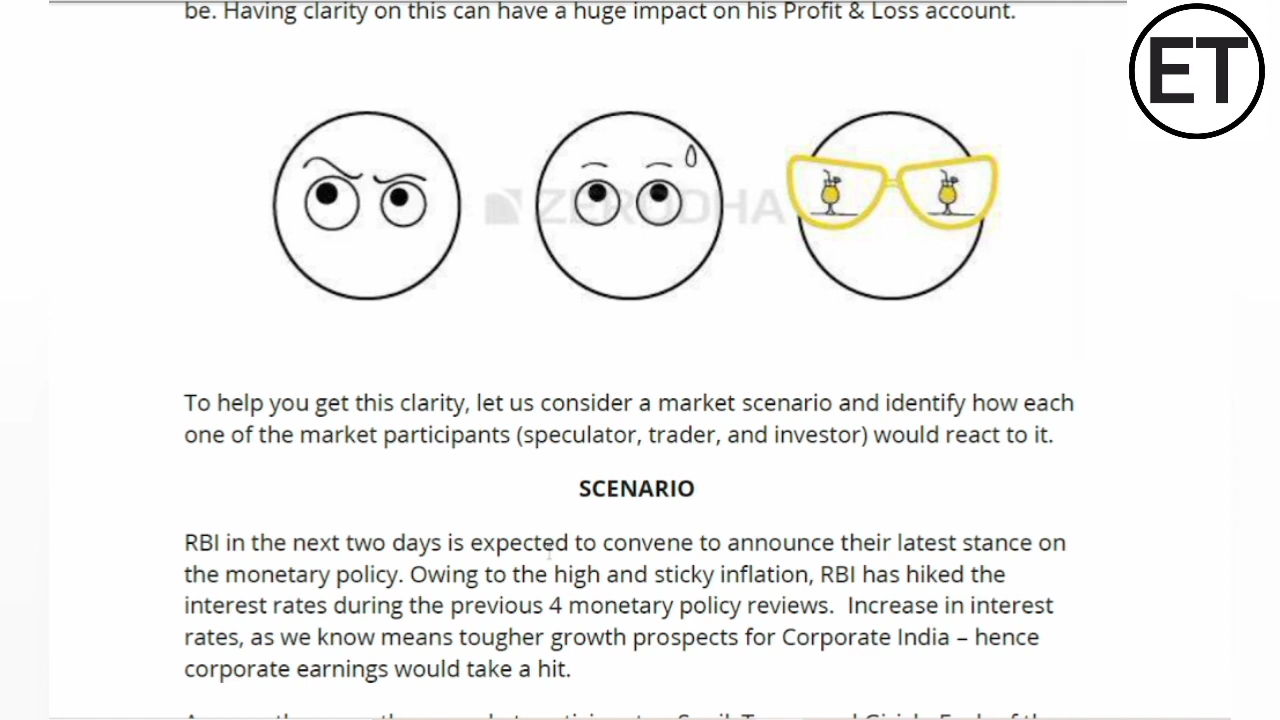 be. Having clarity on this can have a huge impact on his Profit & Loss account.
ET
ZERODHA
To help you get this clarity, let us consider a market scenario and identify how each
one of the market participants (speculator, trader, and investor) would react to it.
SCENARIO
RBI in the next two days is expected to convene to announce their latest stance on
the monetary policy. Owing to the high and sticky inflation, RBI has hiked the
interest rates during the previous 4 monetary policy reviews.  Increase in interest
rates, as we know means tougher growth prospects for Corporate India – hence
corporate earnings would take a hit.